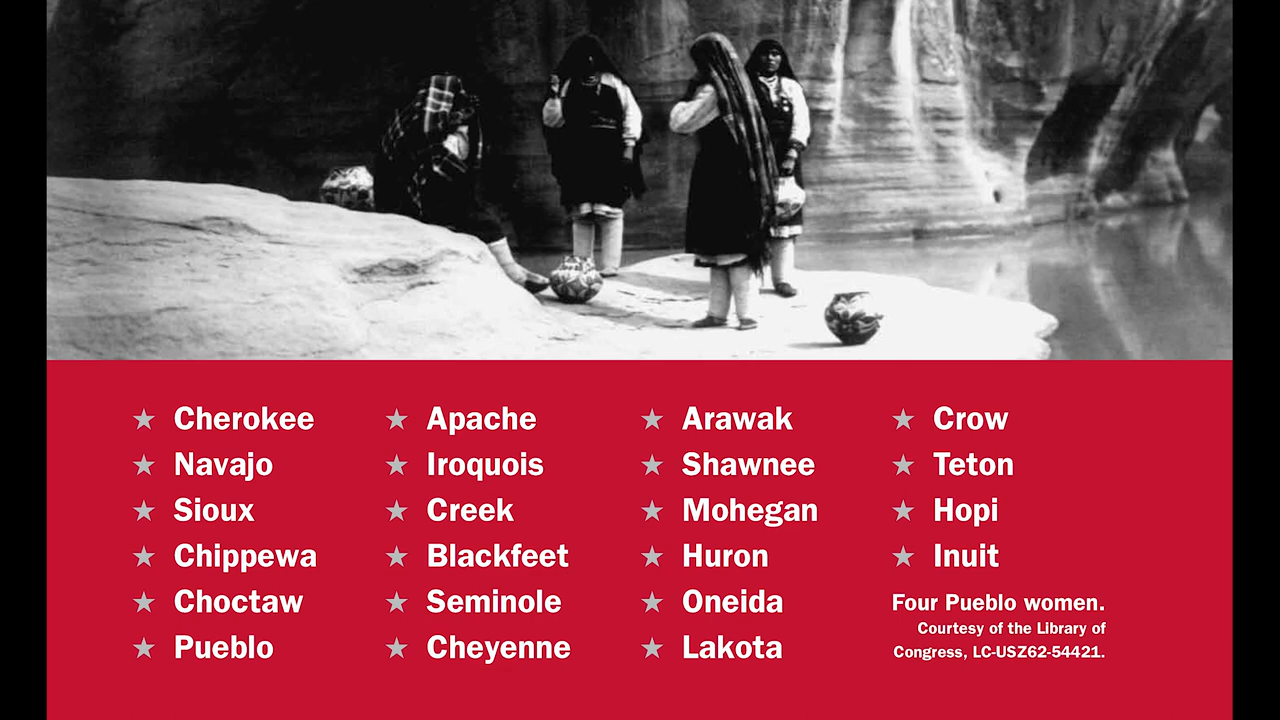 Cherokee
Navajo
Sioux
Chippewa
Choctaw
Pueblo
Apache
Iroquois
Creek
Blackfeet
Seminole
Cheyenne
Arawak
Shawnee
Mohegan
Huron
Oneida
Lakota
Crow
Teton
Hopi
Inuit
Four Pueblo women.
Courtesy of the Library of
Congress, LC-USZ62-54421.